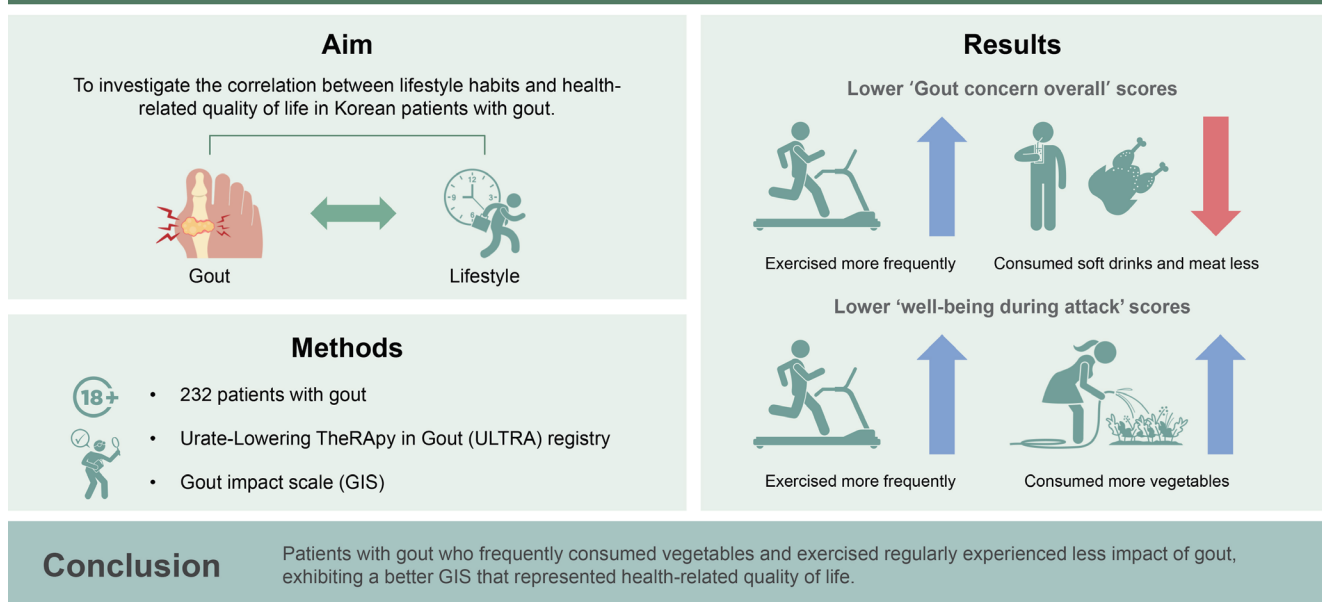 Aim
To investigate the correlation between lifestyle habits and health-
related quality of life in Korean patients with gout.
12
9
3
6
Gout
Lifestyle
Methods
18+
• 232 patients with gout
• Urate-Lowering TheRApy in Gout (ULTRA) registry
• Gout impact scale (GIS)
Results
Lower ‘Gout concern overall’ scores
Exercised more frequently
Consumed soft drinks and meat less
Lower ‘well-being during attack’ scores
Exercised more frequently
Consumed more vegetables
Conclusion
Patients with gout who frequently consumed vegetables and exercised regularly experienced less impact of gout,
exhibiting a better GIS that represented health-related quality of life.